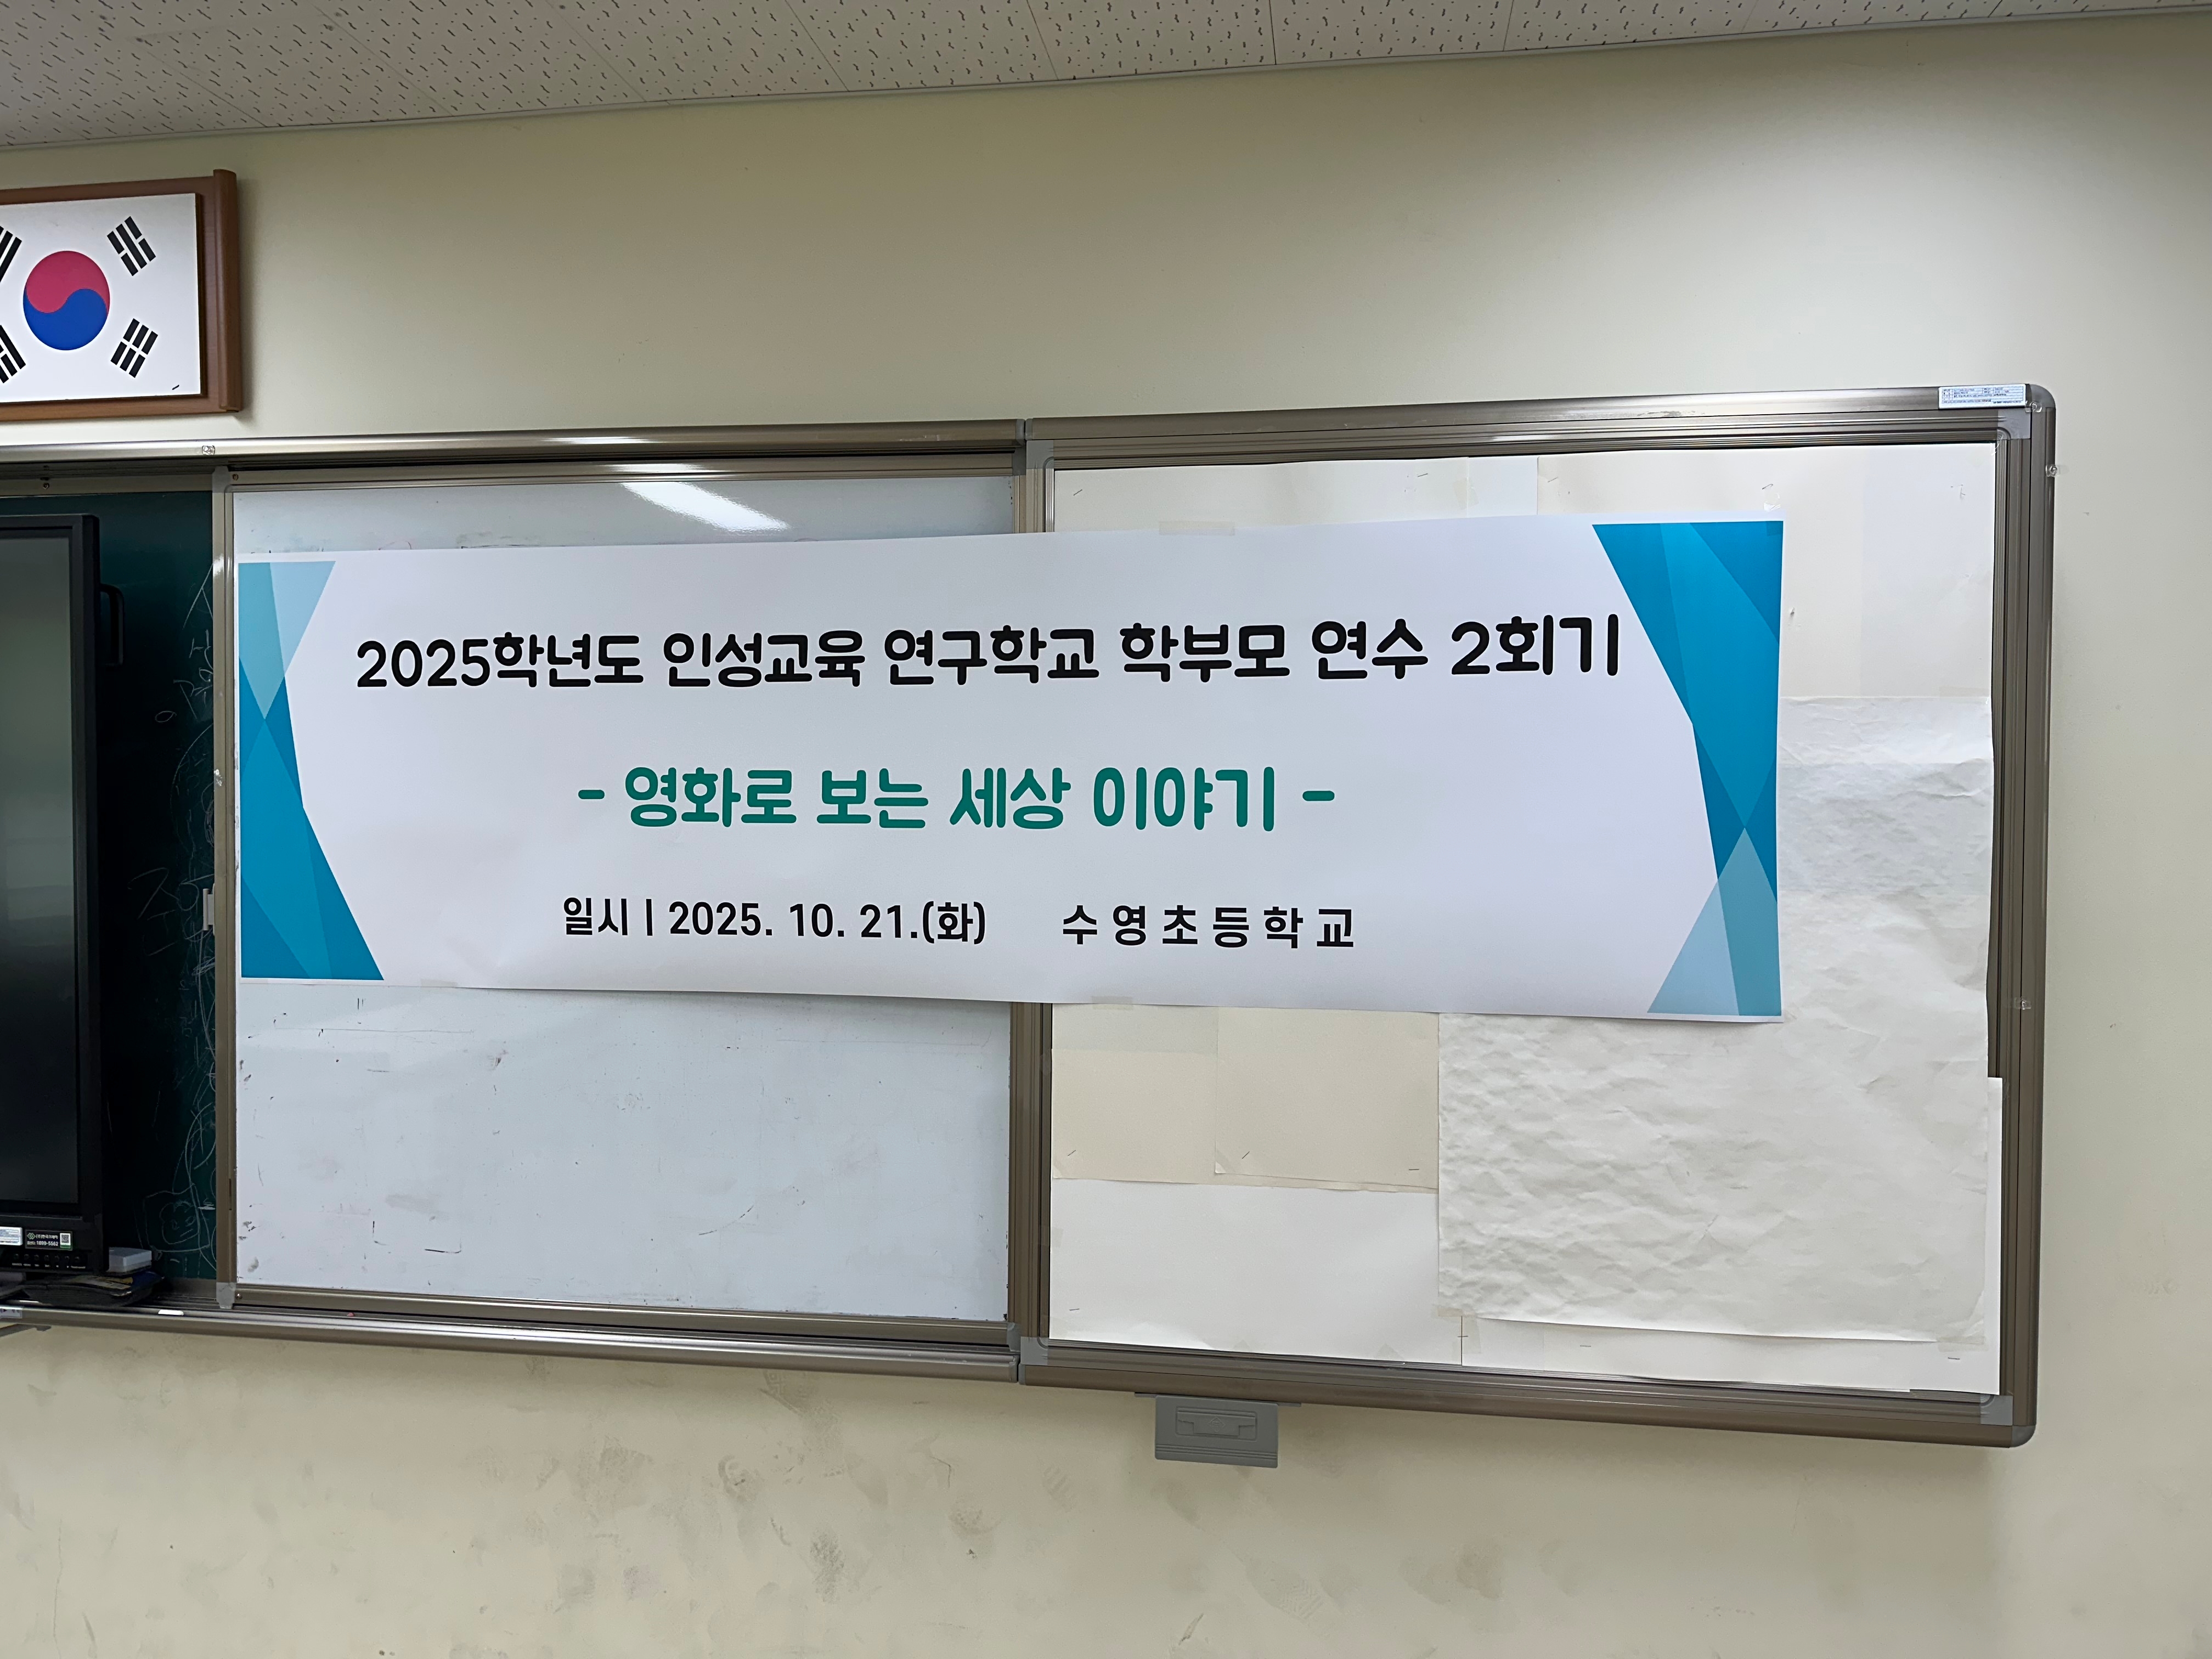 2025학년도 인성교육 연구학교 학부모 연수 2회기
- 영화로 보는 세상 이야기 -
일시 | 2025. 10. 21.(화) 수영초등학교